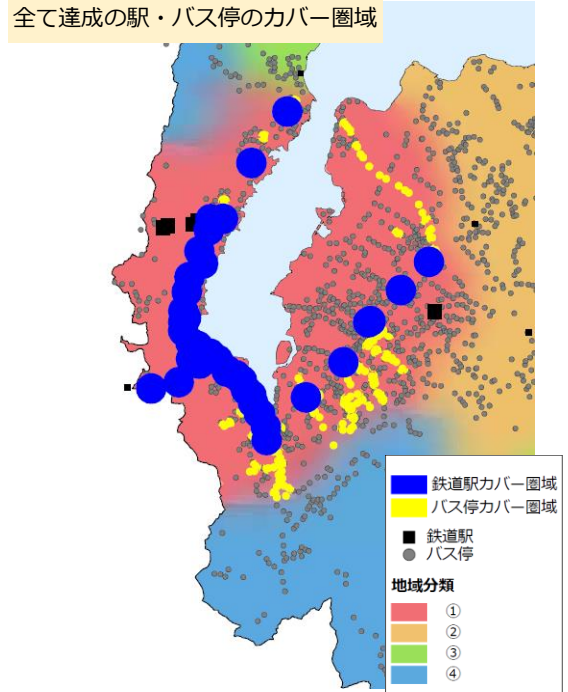 全て達成の駅・バス停のカバー圏域
鉄道駅カバー圏域
バス停カバー圏域
鉄道駅
バス停
地域分類
①
②
③
④